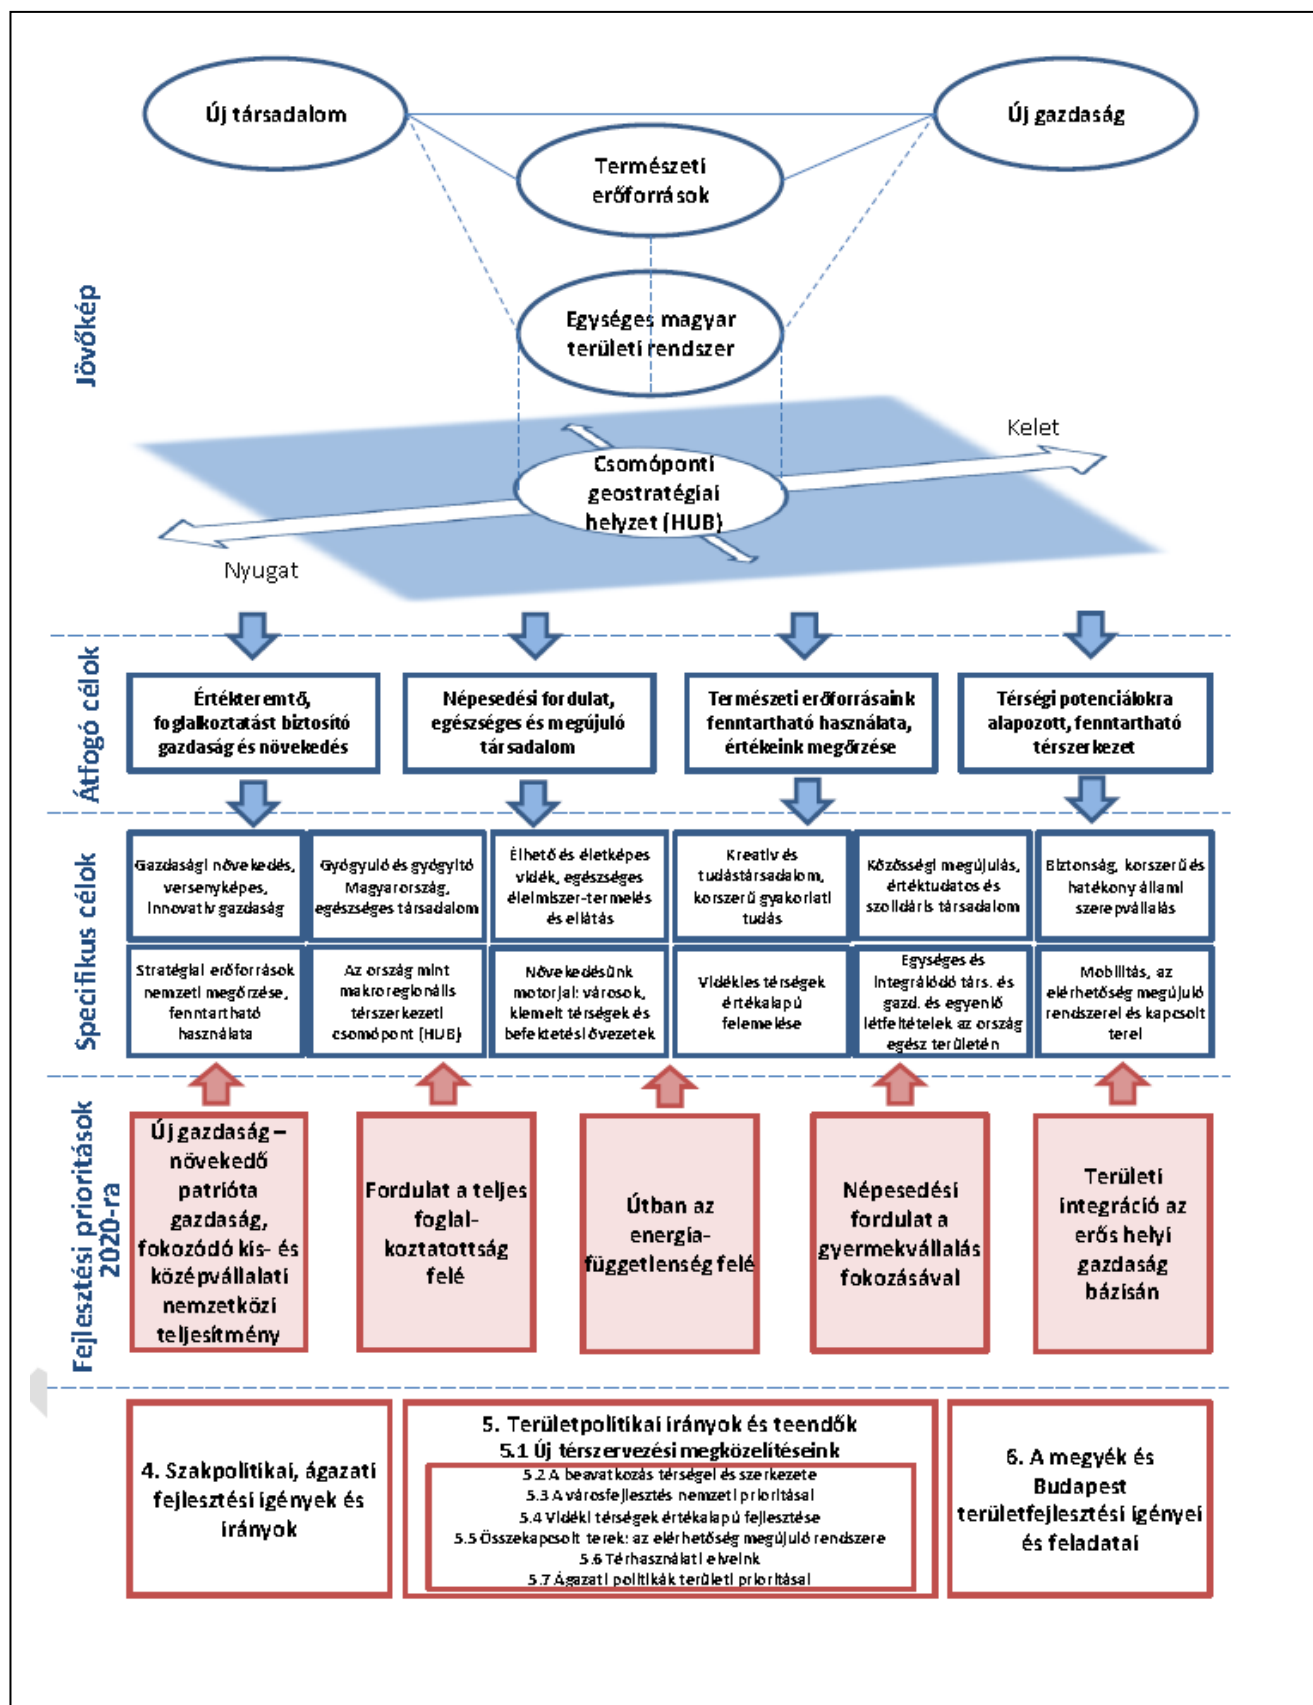 Új társadalom
Új gazdaság
Természeti
erőforrások
Jövőkép
Egységes magyar
területi rendszer
Kelet
Csomóponti
geostratégiai
helyzet (HUB)
Nyugat
Átfogó célok
Értékteremtő,
foglalkoztatást biztosító
gazdaság és növekedés
Népesedési fordulat,
egészséges és megújuló
társadalom
Természeti erőforrásaink
fenntartható használata,
értékeink megőrzése
Térségi potenciálokra
alapozott, fenntartható
térszerkezet
Specifikus célok
Gazdasági növekedés,
versenyképes,
innovatív gazdaság
Gyógyuló és gyógyító
Magyarország,
egészséges társadalom
Élhető és életképes
vidék, egészséges
élelmiszer-termelés
és ellátás
Kreatív és
tudástársadalom,
korszerű gyakorlati
tudás
Közösségi megújulás,
értéktudatos és
szolidáris társadalom
Biztonság, korszerű és
hatékony állami
szerepvállalás
Stratégiai erőforrások
nemzeti megőrzése,
fenntartható
használata
Az ország mint
makroregionális
térszerkezeti
csomópont (HUB)
Növekedésünk
motorjai: városok,
kiemelt térségek és
befektetési övezetek
Vidékies térségek
értékalapú
felemelése
Egységes és
integrálódó társ. és
gazd. és egyenlő
létfeltételek az ország
egész területén
Mobilitás, az
elérhetőség megújuló
rendszerei és kapcsolt
terei
Fejlesztési prioritások
2020-ra
Új gazdaság –
növekedő
patrióta
gazdaság,
fokozódó kis- és
középvállalati
nemzetközi
teljesítmény
Fordulat a teljes
foglal-
koztatottság
felé
Útban az
energia-
függetlenség felé
Népesedési
fordulat a
gyermekvállalás
fokozásával
Területi
integráció az
erős helyi
gazdaság
bázisán
4. Szakpolitikai, ágazati
fejlesztési igények és
irányok
5. Területpolitikai irányok és teendők
5.1 Új térszervezési megközelítéseink
5.2 A beavatkozás térségei és szerkezete
5.3 A városfejlesztés nemzeti prioritásai
5.4 Vidéki térségek értékalapú fejlesztése
5.5 Összekapcsolt terek: az elérhetőség megújuló rendszere
5.6 Térhasználati elveink
5.7 Ágazati politikák területi prioritásai
6. A megyék és
Budapest
területfejlesztési igényei
és feladatai